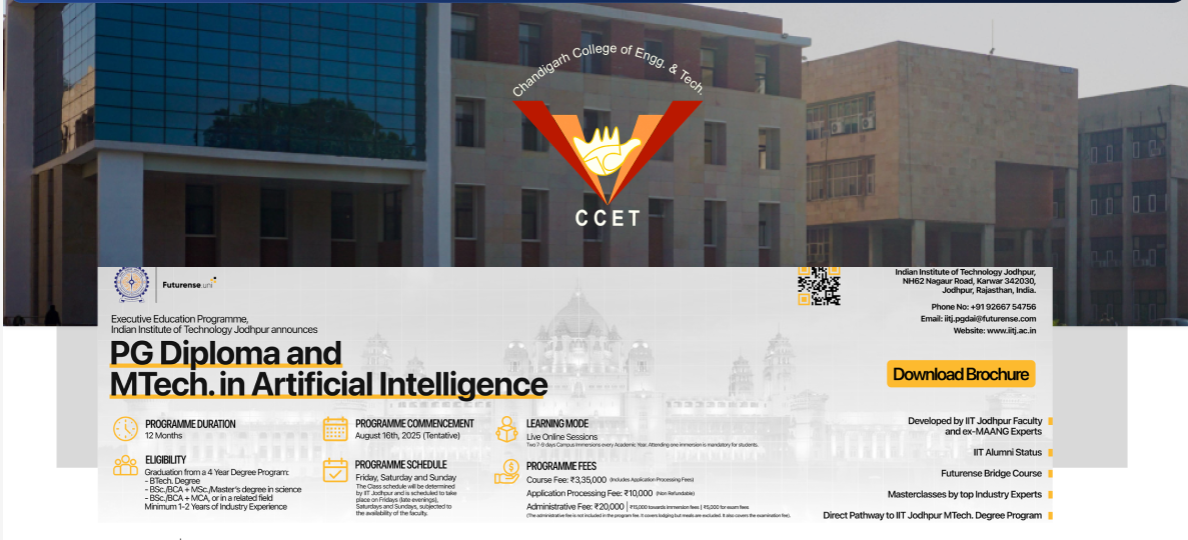 Chandigarh College of Engg. & Tech.
CCET
Futurense.uni
Executive Education Programme,
Indian Institute of Technology Jodhpur announces
PG Diploma and
MTech. in Artificial Intelligence
Indian Institute of Technology Jodhpur,
NH62 Nagaur Road, Karwar 342030,
Jodhpur, Rajasthan, India.
Phone No: +91 92667 54756
Email: iitj.pgdai@futurense.com
Website: www.iitj.ac.in
Download Brochure
PROGRAMME DURATION
12 Months
ELIGIBILITY
Graduation from a 4 Year Degree Program:
- BTech. Degree
- BSc./BCA + MSc./Master's degree in science
- BSc./BCA + MCA, or in a related field
Minimum 1-2 Years of Industry Experience
PROGRAMME COMMENCEMENT
August 16th, 2025 (Tentative)
PROGRAMME SCHEDULE
Friday, Saturday and Sunday
The Class schedule will be determined
by IIT Jodhpur and is scheduled to take
place on Fridays (late evenings),
Saturdays and Sundays, subjected to
the availability of the faculty.
LEARNING MODE
Live Online Sessions
Two 7-8 days Campus Immersions every Academic Year. Attending one immersion is mandatory for students.
PROGRAMME FEES
Course Fee: ₹3,35,000 (Includes Application Processing Fees)
Application Processing Fee: ₹10,000 (Non Refundable)
Administrative Fee: ₹20,000 | ₹15,000 towards immersion fees | ₹5,000 for exam fees
(The administrative fee is not included in the program fee. It covers lodging but meals are excluded. It also covers the examination fee).
Developed by IIT Jodhpur Faculty
and ex-MAANG Experts
IIT Alumni Status
Futurense Bridge Course
Masterclasses by top Industry Experts
Direct Pathway to IIT Jodhpur MTech. Degree Program